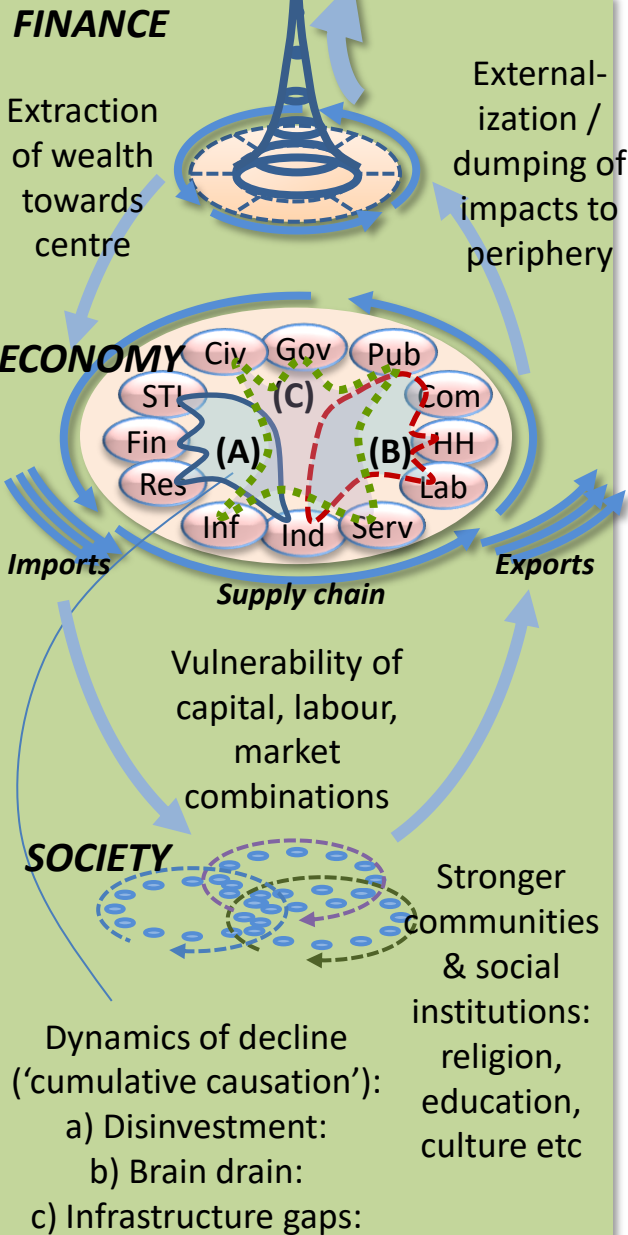 FINANCE
Extraction
of wealth
towards
centre
External-
ization /
dumping of
impacts to
periphery
ECONOMY
Civ
Gov
Pub
STI
(C)
Com
Fin
(A)
(B)
HH
Res
Lab
Inf
Ind
Serv
Imports
Exports
Supply chain
Vulnerability of
capital, labour,
market
combinations
SOCIETY
Stronger
communities
& social
institutions:
religion,
education,
culture etc
Dynamics of decline
(‘cumulative causation’):
a) Disinvestment:
b) Brain drain:
c) Infrastructure gaps: